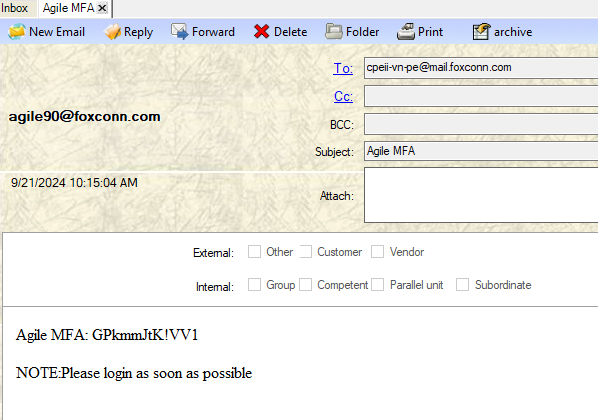 Inbox Agile MFA
New Email Reply Forward Delete Folder Print archive
To: cpeii-vn-pe@mail.foxconn.com
Cc:
agile90@foxconn.com
BCC:
Subject: Agile MFA
9/21/2024 10:15:04 AM
Attach:
External: Other Customer Vendor
Internal: Group Competent Parallel unit Subordinate
Agile MFA: GPkmmJtK!VV1
NOTE:Please login as soon as possible